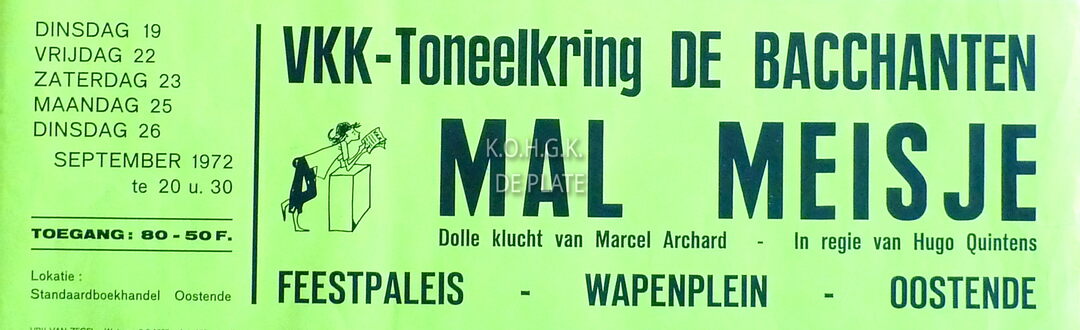 DINSDAG 19
VRIJDAG 22
ZATERDAG 23
MAANDAG 25
DINSDAG 26
SEPTEMBER 1972
te 20 u. 30
TOEGANG: 80 - 50 F.
Lokatie :
Standaardboekhandel Oostende
VKK-Toneelkring DE BACCHANTEN
MAL MEISJE
K.O.H.G.K.
DE PLATE
Dolle klucht van Marcel Archard - In regie van Hugo Quintens
FEESTPALEIS - WAPENPLEIN - OOSTENDE